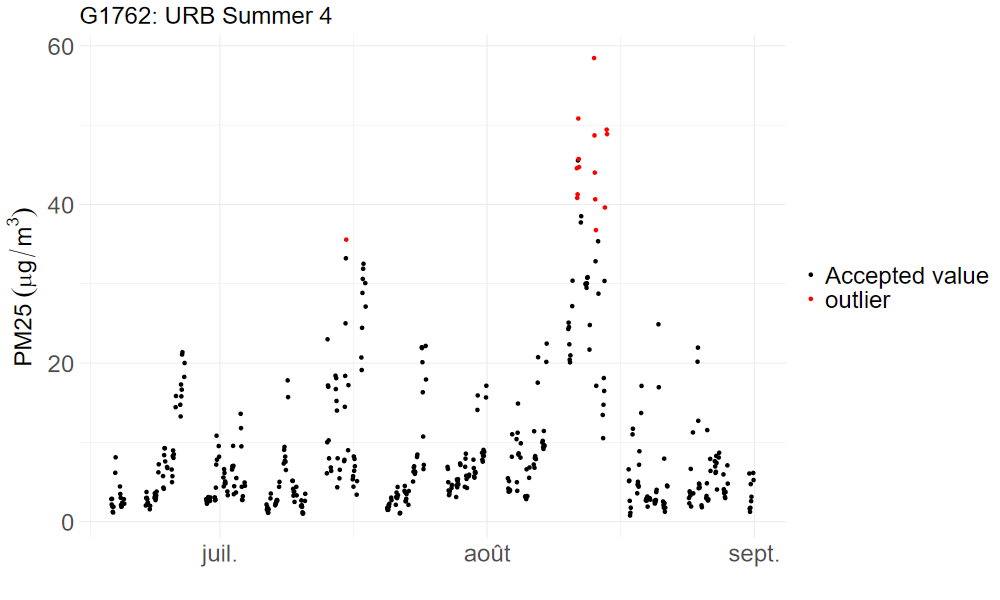 G1762: URB Summer 4
PM25 (μg/m³)
60
40
20
0
juil.
août
sept.
Accepted value
outlier